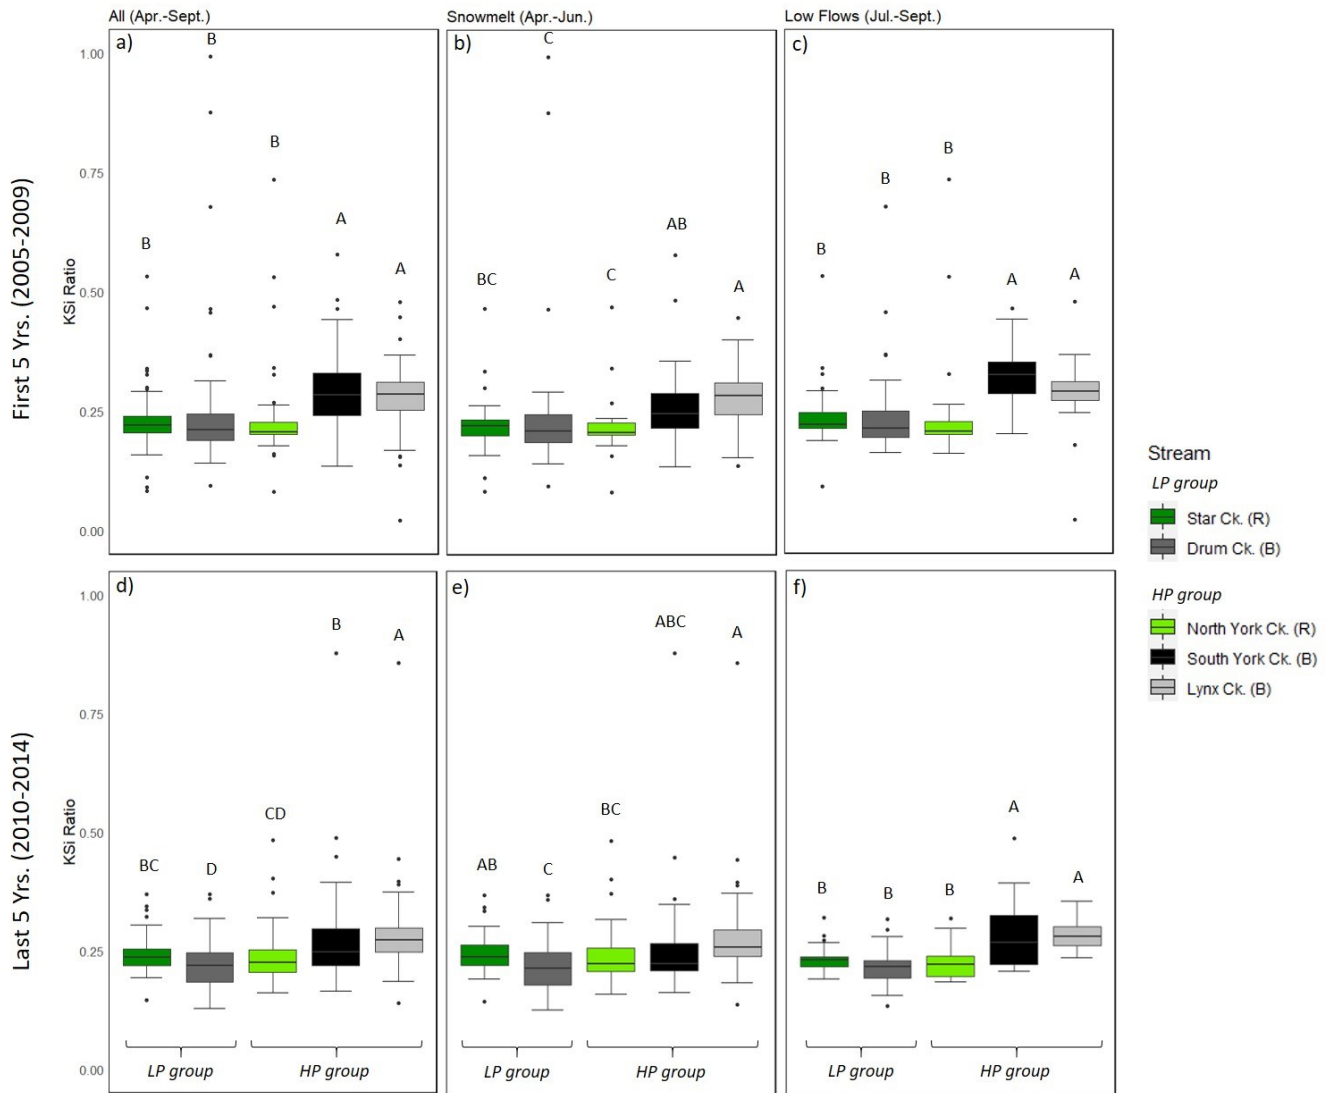 All (Apr.-Sept.)
Snowmelt (Apr.-Jun.)
Low Flows (Jul.-Sept.)
First 5 Yrs. (2005-2009)
KSi Ratio
1.00
0.75
0.50
0.25
0.00
a)
B
B
B
A
A
b)
C
BC
C
AB
A
c)
B
B
B
A
A
Last 5 Yrs. (2010-2014)
KSi Ratio
1.00
0.75
0.50
0.25
0.00
d)
BC
D
CD
B
A
LP group
HP group
e)
AB
C
BC
ABC
A
LP group
HP group
f)
B
B
B
A
A
LP group
HP group
Stream
LP group
Star Ck. (R)
Drum Ck. (B)
HP group
North York Ck. (R)
South York Ck. (B)
Lynx Ck. (B)